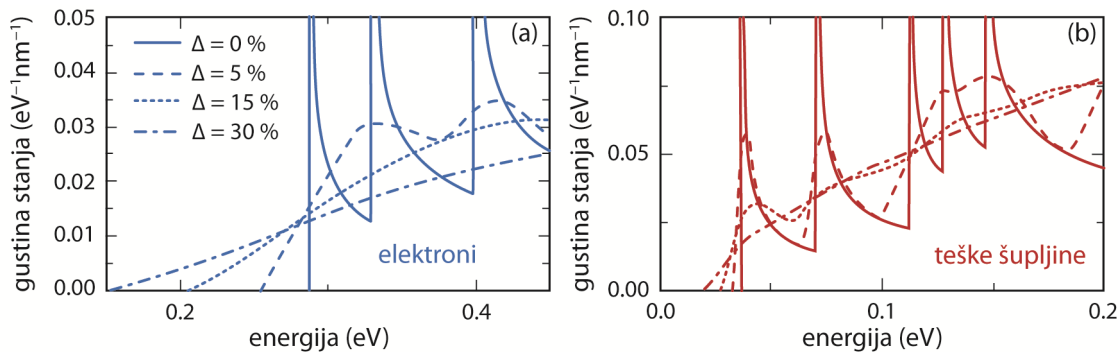 gustina stanja (eV⁻¹nm⁻¹)
0.05
0.04
0.03
0.02
0.01
0.00
(a)
Δ = 0 %
Δ = 5 %
Δ = 15 %
Δ = 30 %
elektroni
0.2
0.4
energija (eV)
gustina stanja (eV⁻¹nm⁻¹)
0.10
0.05
0.00
(b)
teške šupljine
0.0
0.1
0.2
energija (eV)